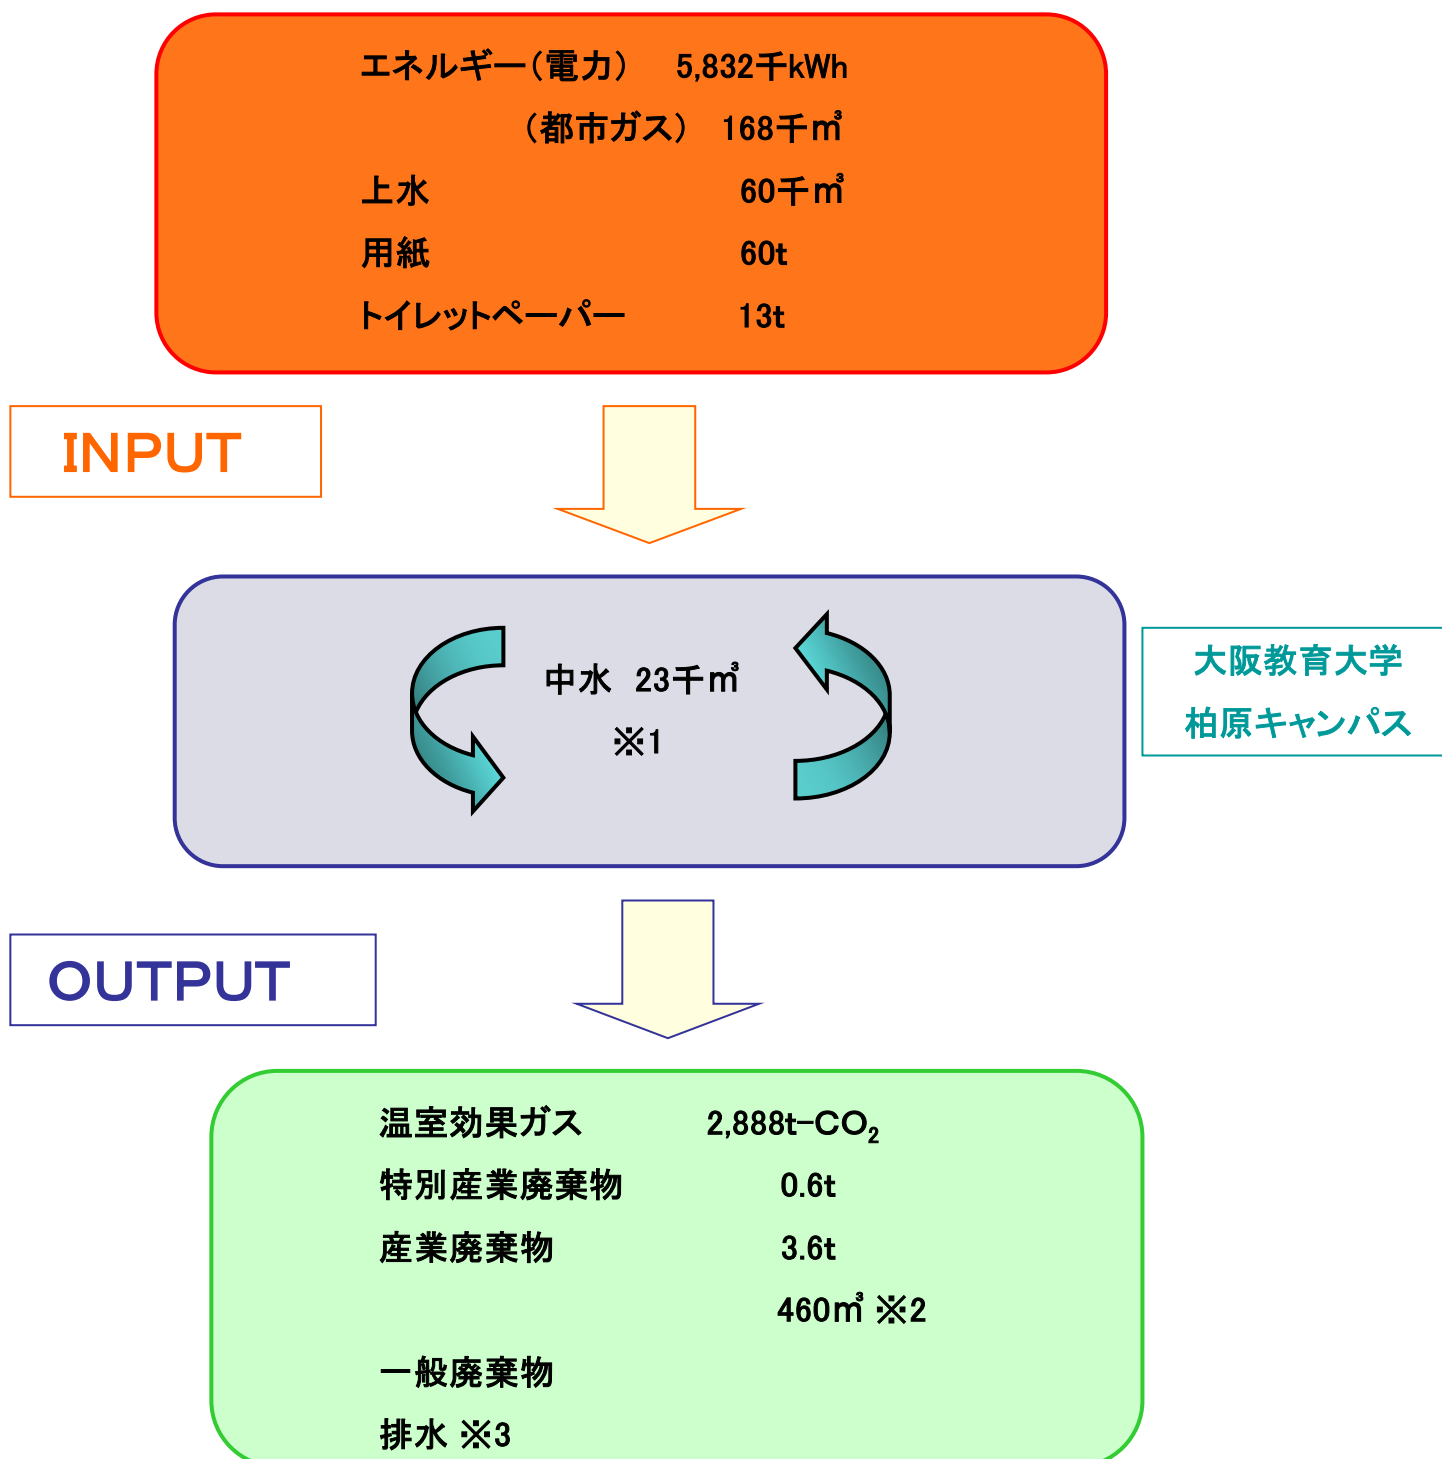 エネルギー（電力） 5,832千kWh
（都市ガス） 168千㎥
上水 60千㎥
用紙 60t
トイレットペーパー 13t
INPUT
中水 23千㎥
※1
大阪教育大学
柏原キャンパス
OUTPUT
温室効果ガス 2,888t-CO₂
特別産業廃棄物 0.6t
産業廃棄物 3.6t
460㎥ ※2
一般廃棄物
排水 ※3